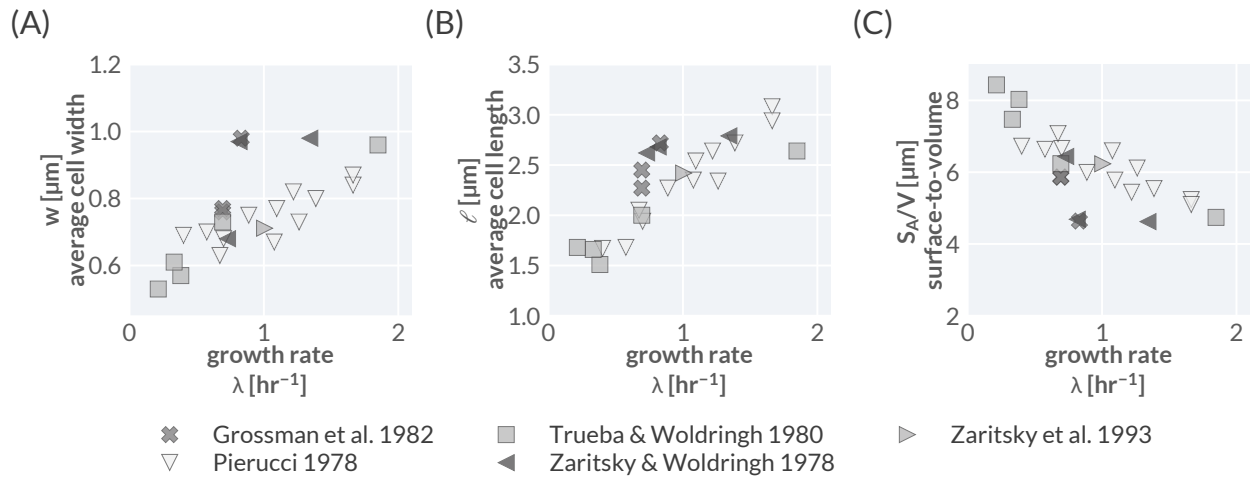 (A)
(B)
(C)
w [µm]
average cell width
1.2
1.0
0.8
0.6
0
1
2
growth rate
λ [hr⁻¹]
ℓ [µm]
average cell length
3.5
3.0
2.5
2.0
1.5
1.0
0
1
2
growth rate
λ [hr⁻¹]
S_A/V [µm]
surface-to-volume
8
6
4
2
0
1
2
growth rate
λ [hr⁻¹]
Grossman et al. 1982
Trueba & Woldringh 1980
Zaritsky et al. 1993
Pierucci 1978
Zaritsky & Woldringh 1978